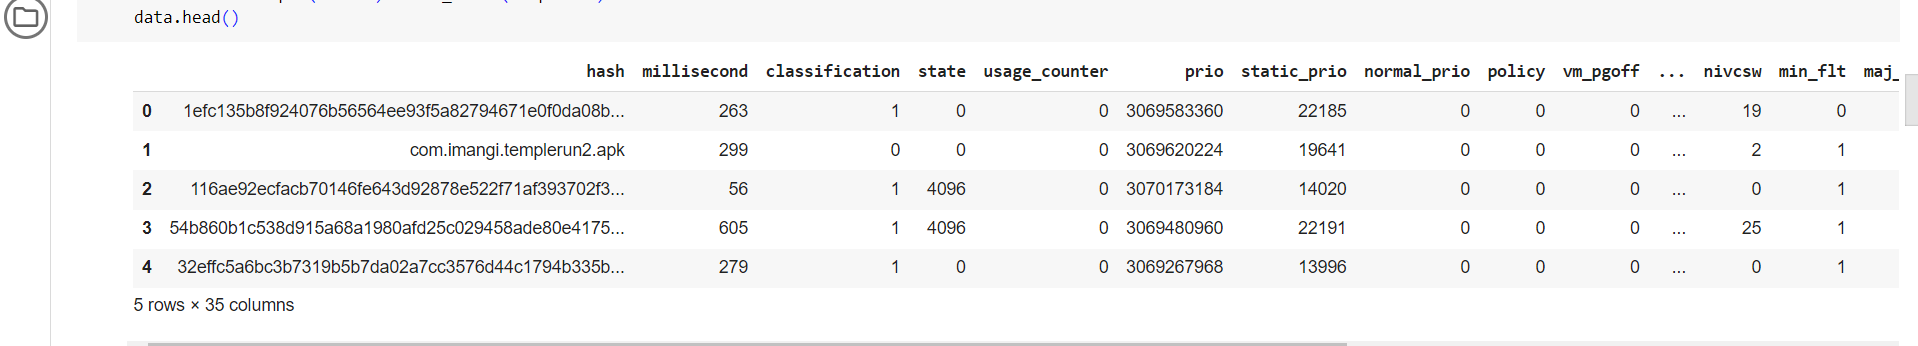 data.head()
hash millisecond classification state usage_counter prio static_prio normal_prio policy vm_pgoff ... nivcsw min_flt maj_
0 1efc135b8f924076b56564ee93f5a82794671e0f0da08b... 263 1 0 0 3069583360 22185 0 0 0 ... 19 0
1 com.imangi.templerun2.apk 299 0 0 0 3069620224 19641 0 0 0 ... 2 1
2 116ae92ecfacb70146fe643d92878e522f71af393702f3... 56 1 4096 0 3070173184 14020 0 0 0 ... 0 1
3 54b860b1c538d915a68a1980afd25c029458ade80e4175... 605 1 4096 0 3069480960 22191 0 0 0 ... 25 1
4 32effc5a6bc3b7319b5b7da02a7cc3576d44c1794b335b... 279 1 0 0 3069267968 13996 0 0 0 ... 0 1
5 rows × 35 columns